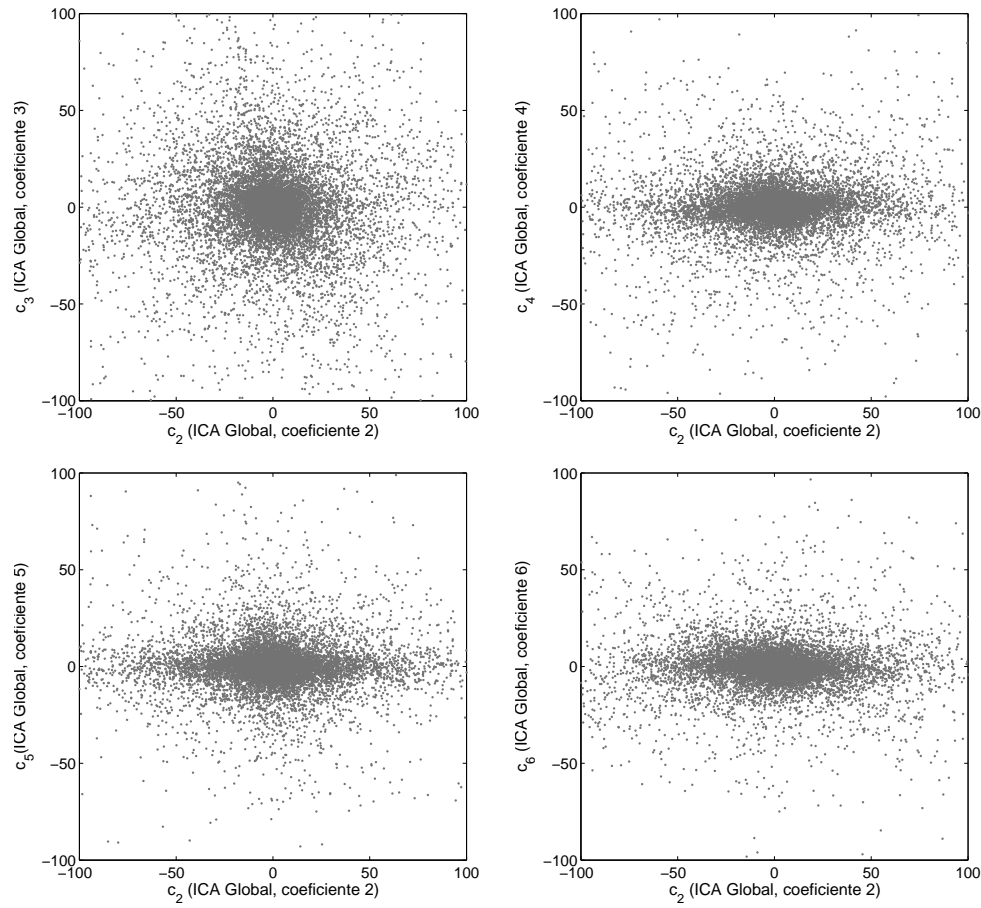 100
50
0
−50
−100
−100 −50 0 50 100
c3 (ICA Global, coeficiente 3)
c2 (ICA Global, coeficiente 2)
100
50
0
−50
−100
−100 −50 0 50 100
c4 (ICA Global, coeficiente 4)
c2 (ICA Global, coeficiente 2)
100
50
0
−50
−100
−100 −50 0 50 100
c5(ICA Global, coeficiente 5)
c2 (ICA Global, coeficiente 2)
100
50
0
−50
−100
−100 −50 0 50 100
c6 (ICA Global, coeficiente 6)
c2 (ICA Global, coeficiente 2)